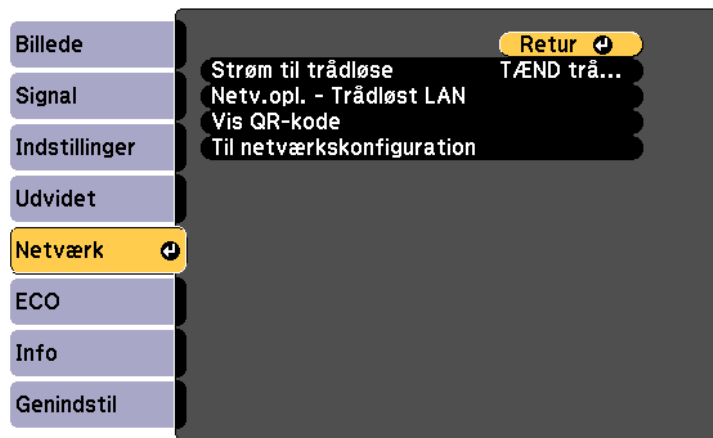 Billede
Signal
Indstillinger
Udvidet
Netværk
ECO
Info
Genindstil
Retur
Strøm til trådløse TÆND trå...
Netv.opl. - Trådløst LAN
Vis QR-kode
Til netværkskonfiguration